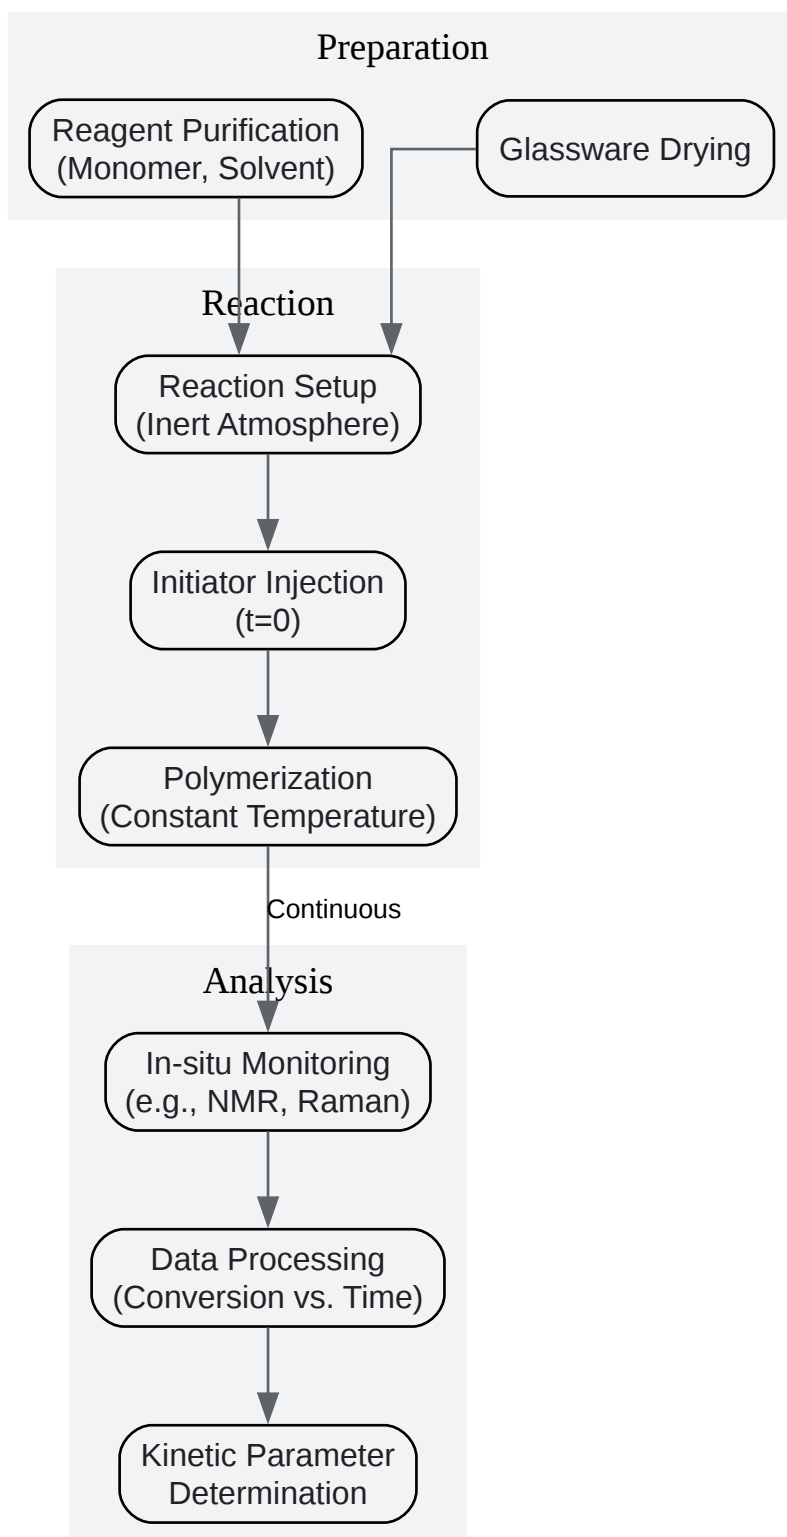 Preparation
Reagent Purification
(Monomer, Solvent)
Glassware Drying
Reaction
Reaction Setup
(Inert Atmosphere)
Initiator Injection
(t=0)
Polymerization
(Constant Temperature)
Continuous
Analysis
In-situ Monitoring
(e.g., NMR, Raman)
Data Processing
(Conversion vs. Time)
Kinetic Parameter
Determination